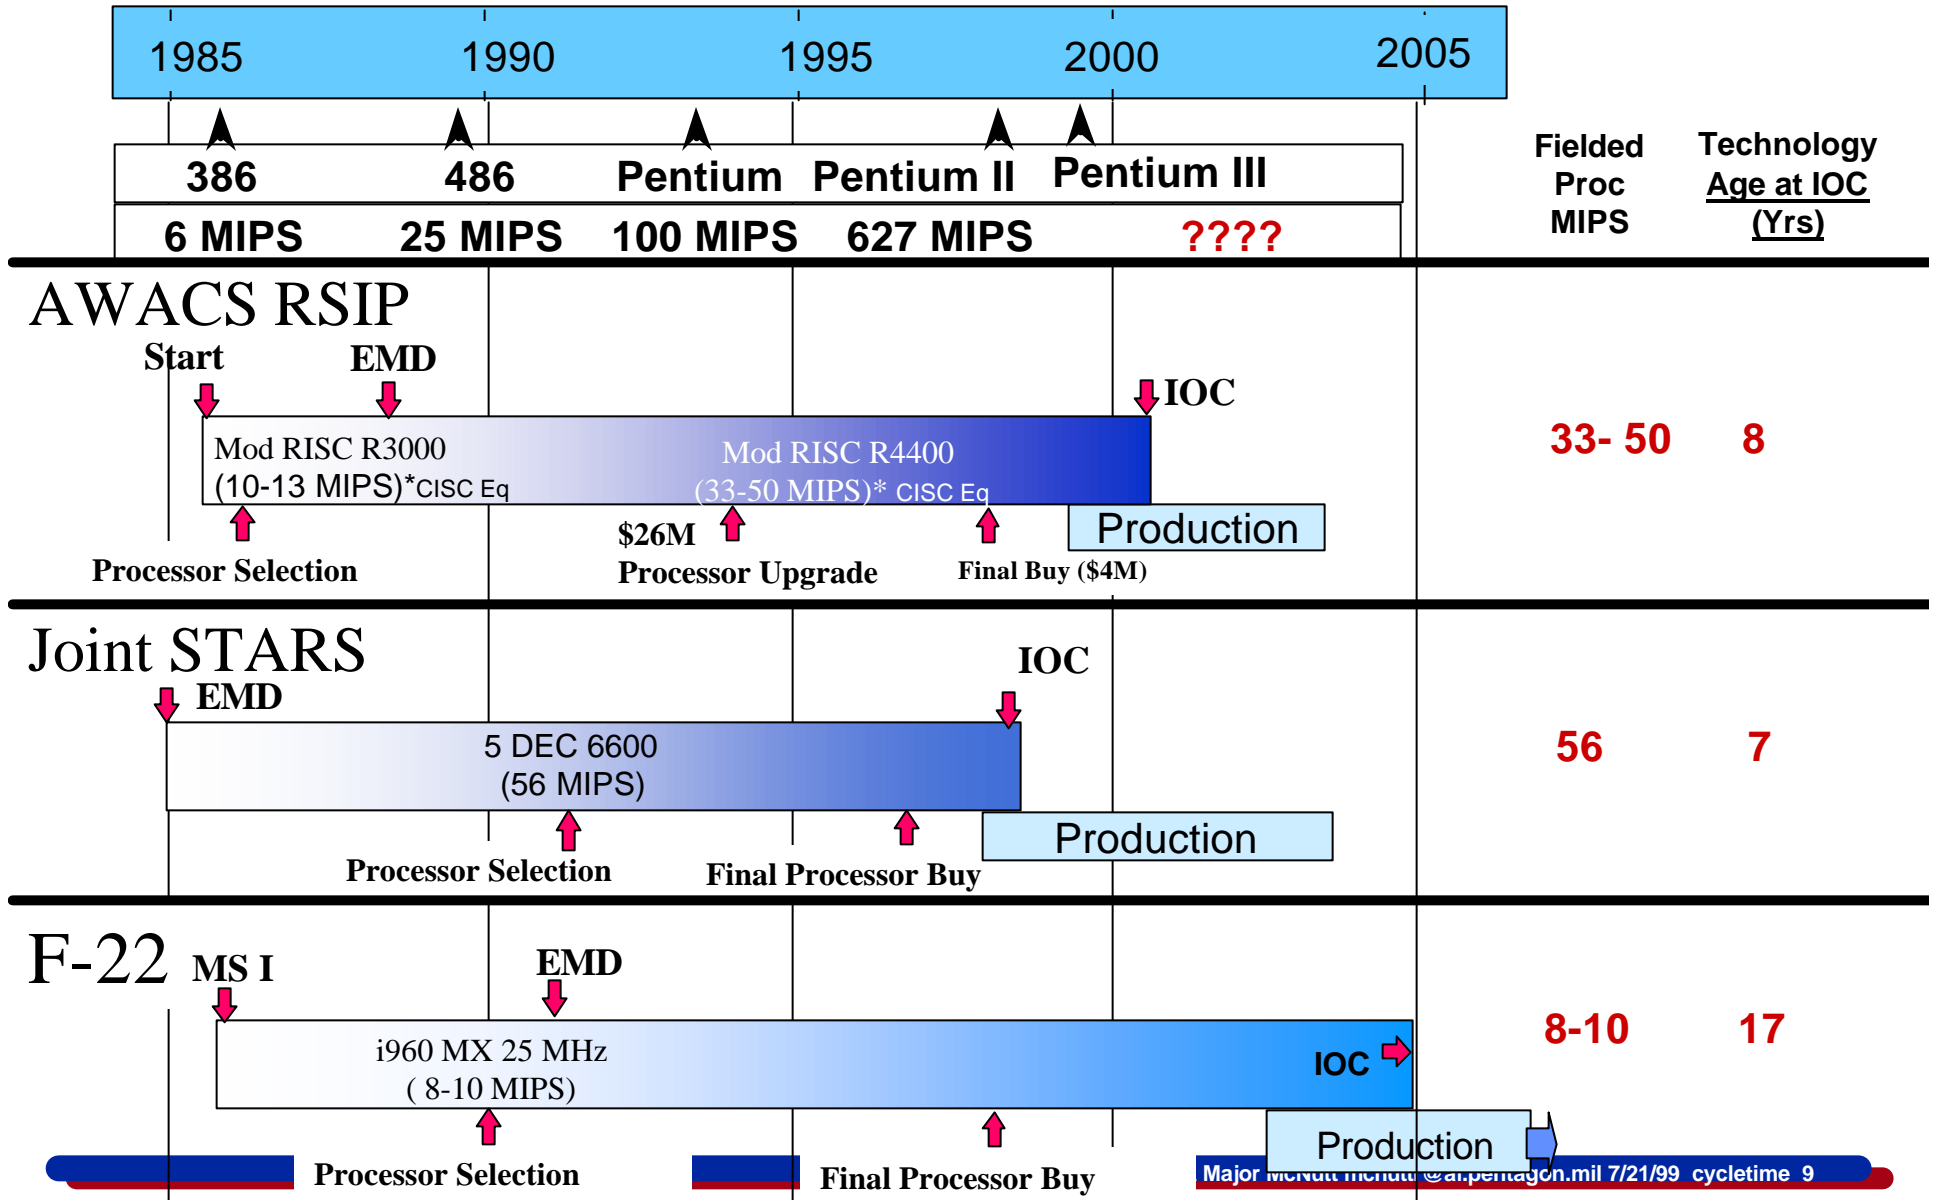 1985 1990 1995 2000 2005
386 486 Pentium Pentium II Pentium III
6 MIPS 25 MIPS 100 MIPS 627 MIPS ????
Fielded
Proc
MIPS
Technology
Age at IOC
(Yrs)
AWACS RSIP
Start EMD IOC
Mod RISC R3000
(10-13 MIPS)*CISC Eq
Mod RISC R4400
(33-50 MIPS)* CISC Eq
33- 50 8
Production
Processor Selection
$26M
Processor Upgrade
Final Buy ($4M)
Joint STARS
EMD IOC
5 DEC 6600
(56 MIPS)
56 7
Production
Processor Selection Final Processor Buy
F-22 MS I EMD
i960 MX 25 MHz
( 8-10 MIPS)
IOC
8-10 17
Production
Processor Selection Final Processor Buy
Major McNutt mcnutt @af.pentagon.mil 7/21/99 cycletime 9